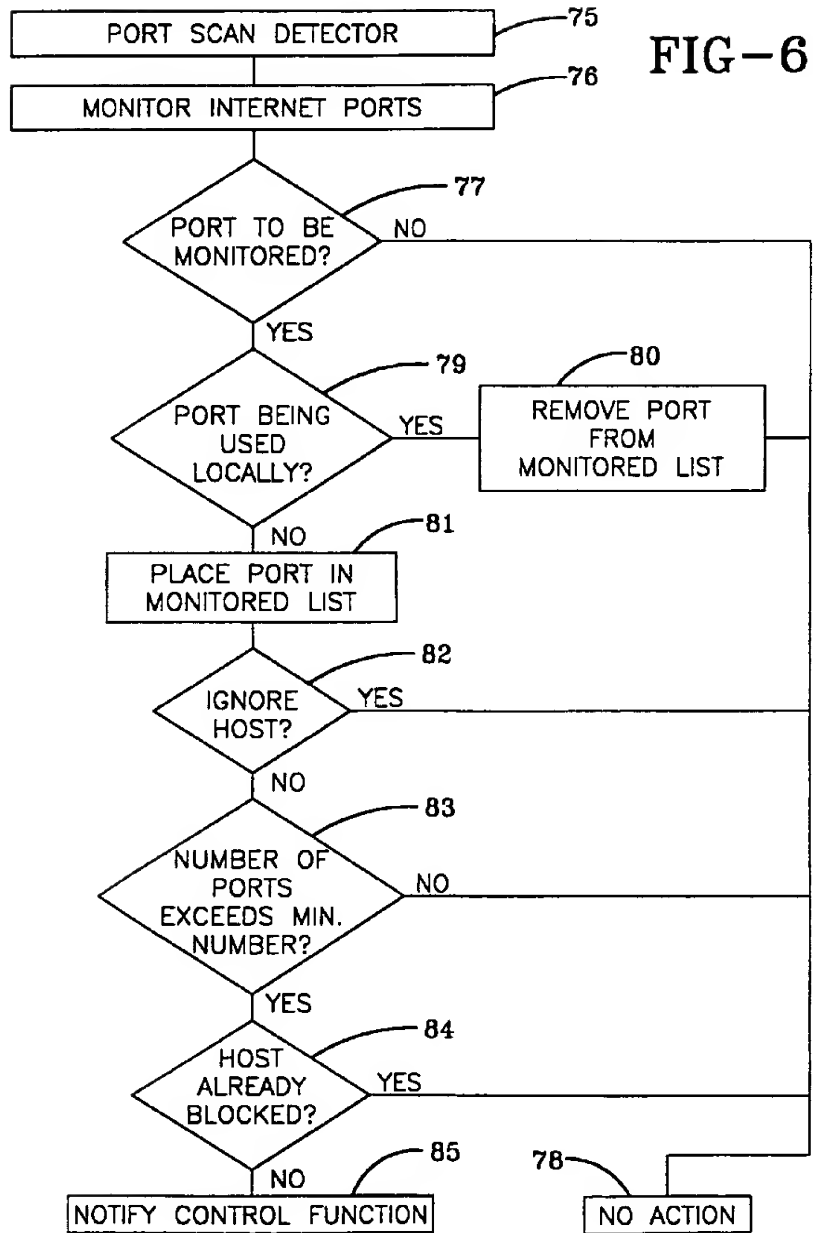 PORT SCAN DETECTOR
75
FIG-6
MONITOR INTERNET PORTS
76
77
PORT TO BE
MONITORED?
NO
YES
79
PORT BEING
USED
LOCALLY?
YES
80
REMOVE PORT
FROM
MONITORED LIST
NO
81
PLACE PORT IN
MONITORED LIST
82
IGNORE
HOST?
YES
NO
83
NUMBER OF
PORTS
EXCEEDS MIN.
NUMBER?
NO
YES
84
HOST
ALREADY
BLOCKED?
YES
NO
85
NOTIFY CONTROL FUNCTION
78
NO ACTION